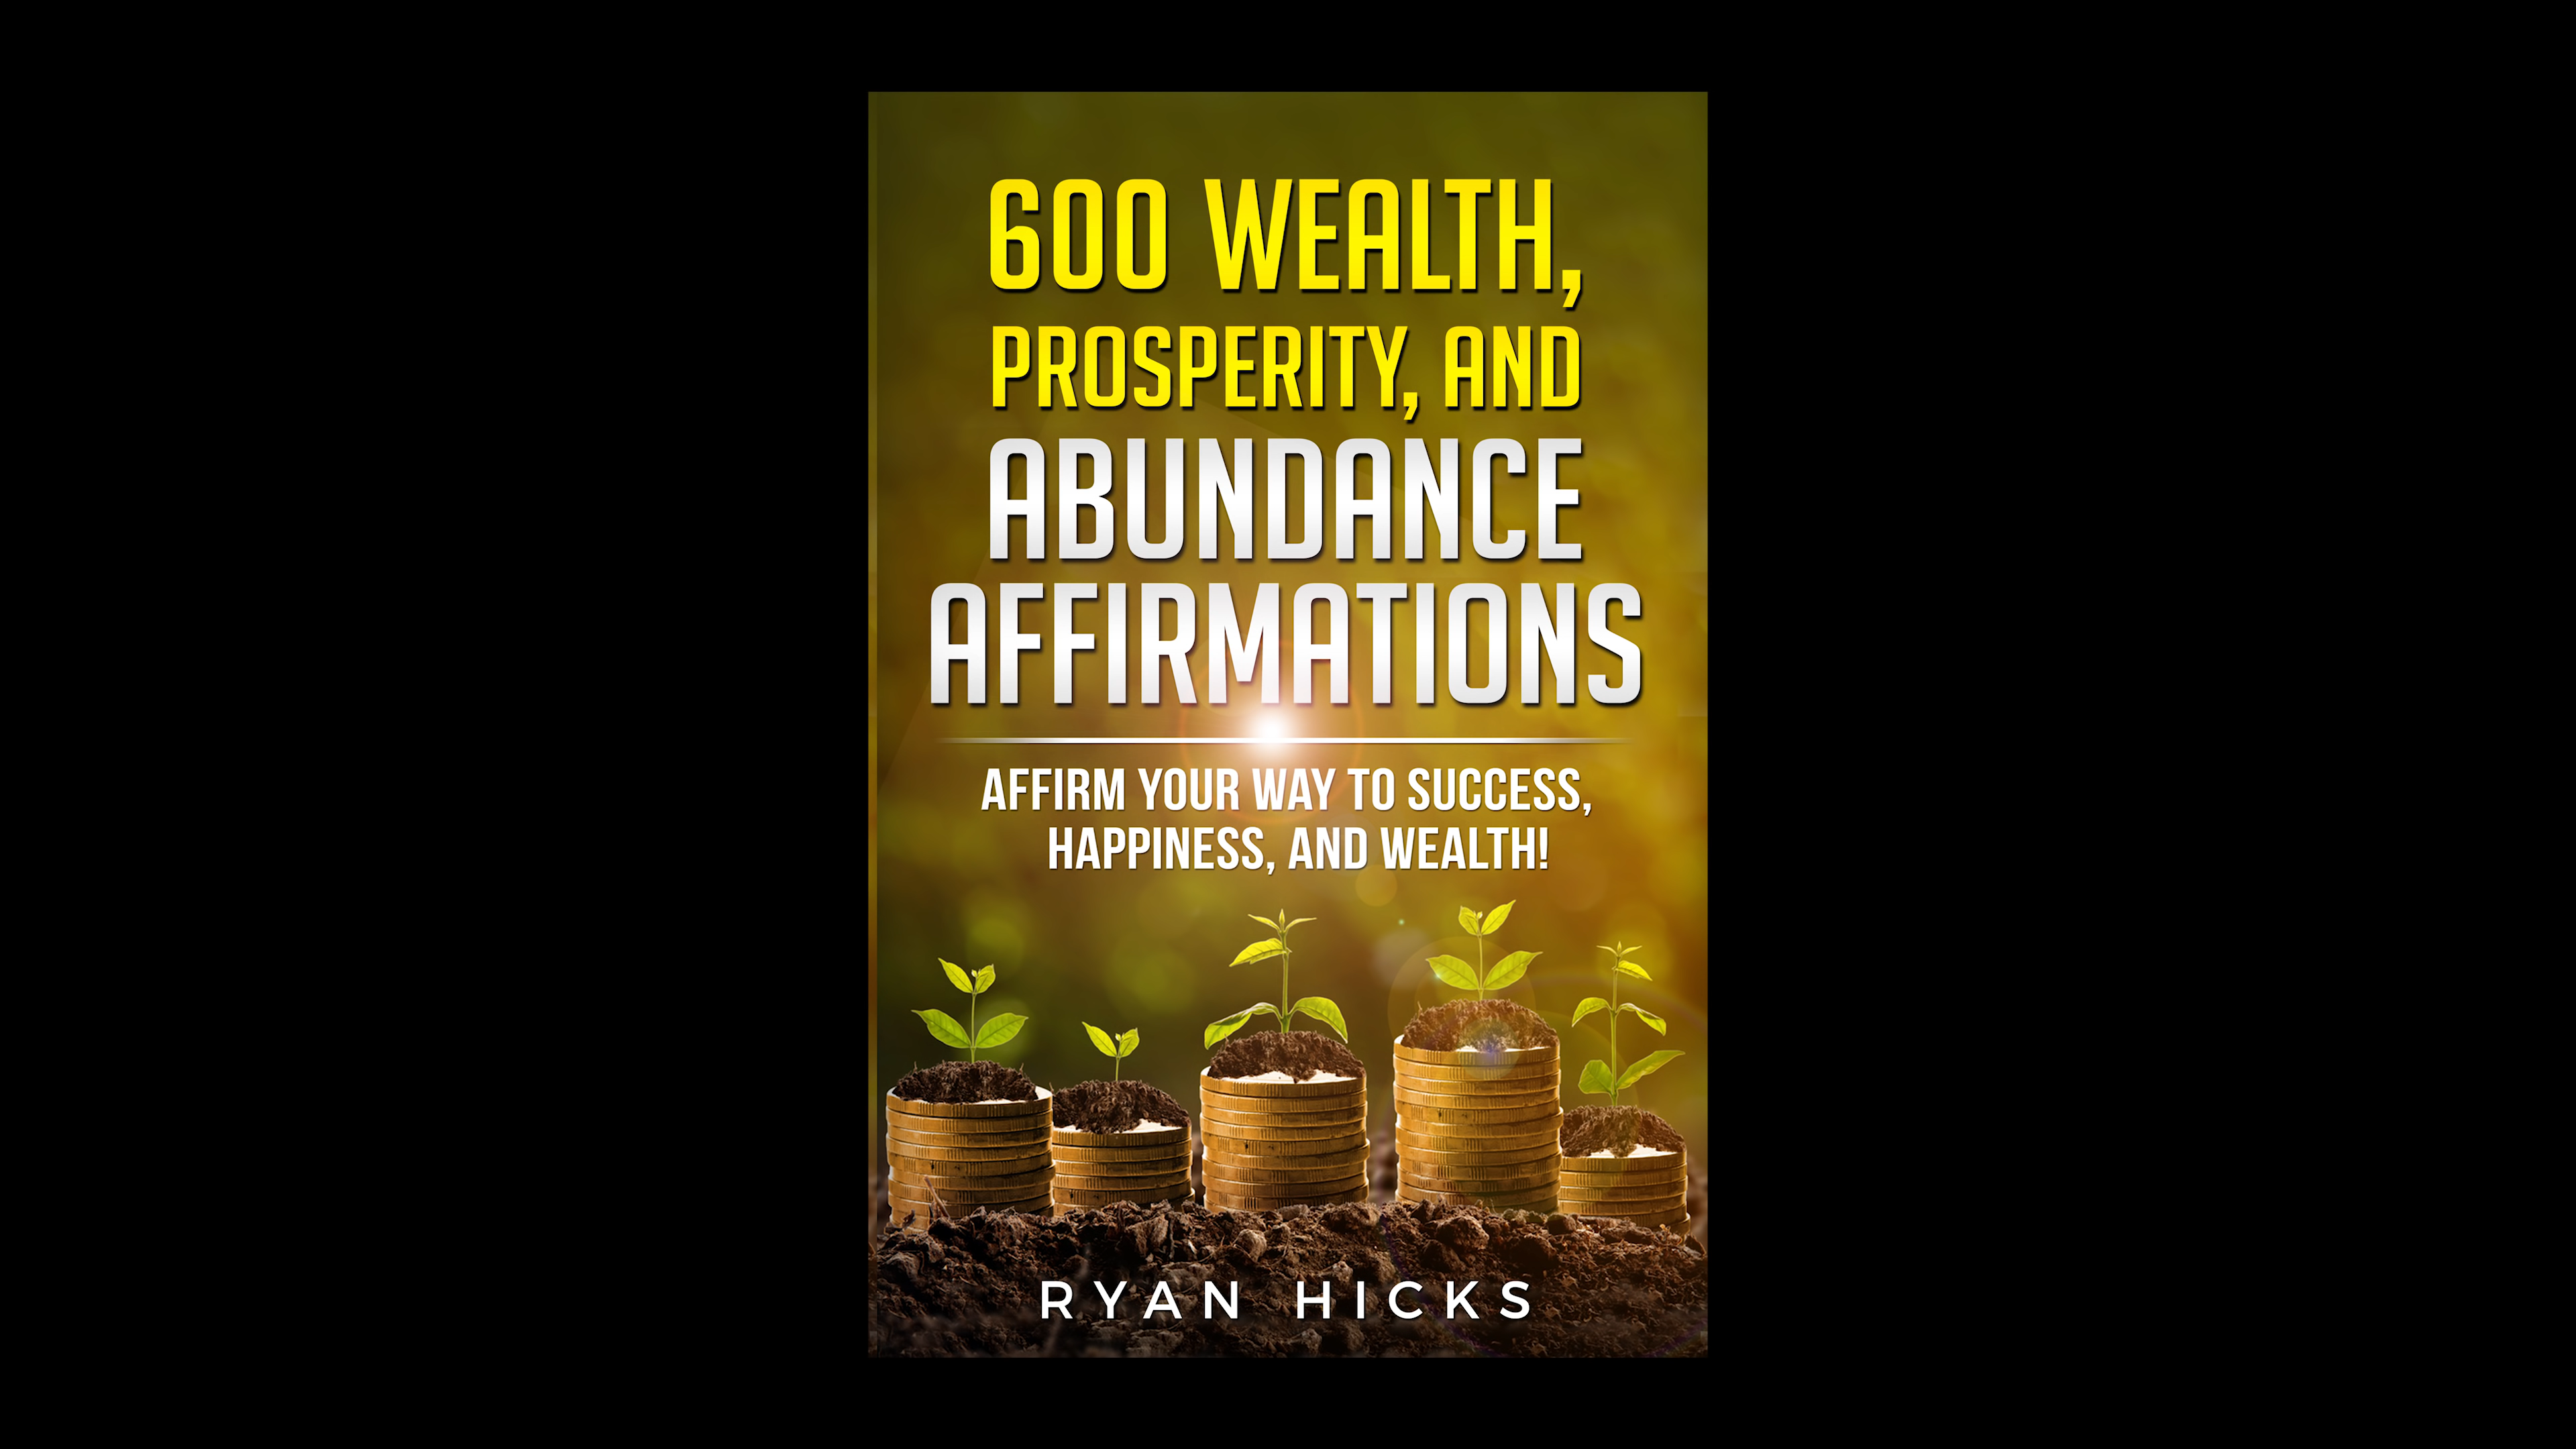 600 WEALTH,
PROSPERITY, AND
ABUNDANCE
AFFIRMATIONS
AFFIRM YOUR WAY TO SUCCESS,
HAPPINESS, AND WEALTH!
RYAN HICKS